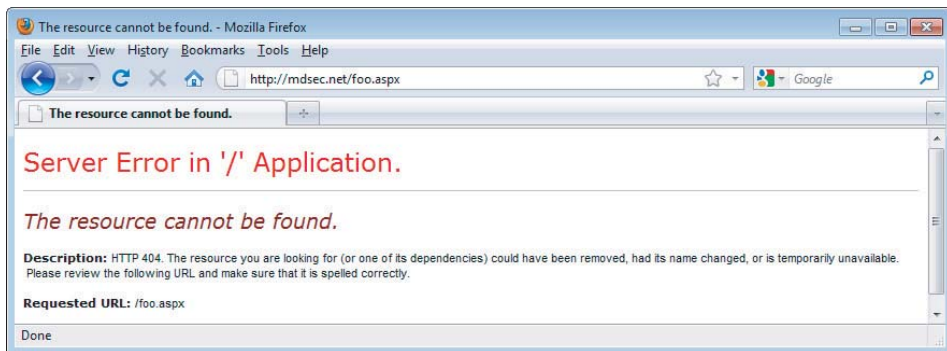 The resource cannot be found. - Mozilla Firefox
File Edit View History Bookmarks Tools Help
http://mdsec.net/foo.aspx Google
The resource cannot be found.
Server Error in '/' Application.
The resource cannot be found.
Description: HTTP 404. The resource you are looking for (or one of its dependencies) could have been removed, had its name changed, or is temporarily unavailable.
Please review the following URL and make sure that it is spelled correctly.
Requested URL: /foo.aspx
Done